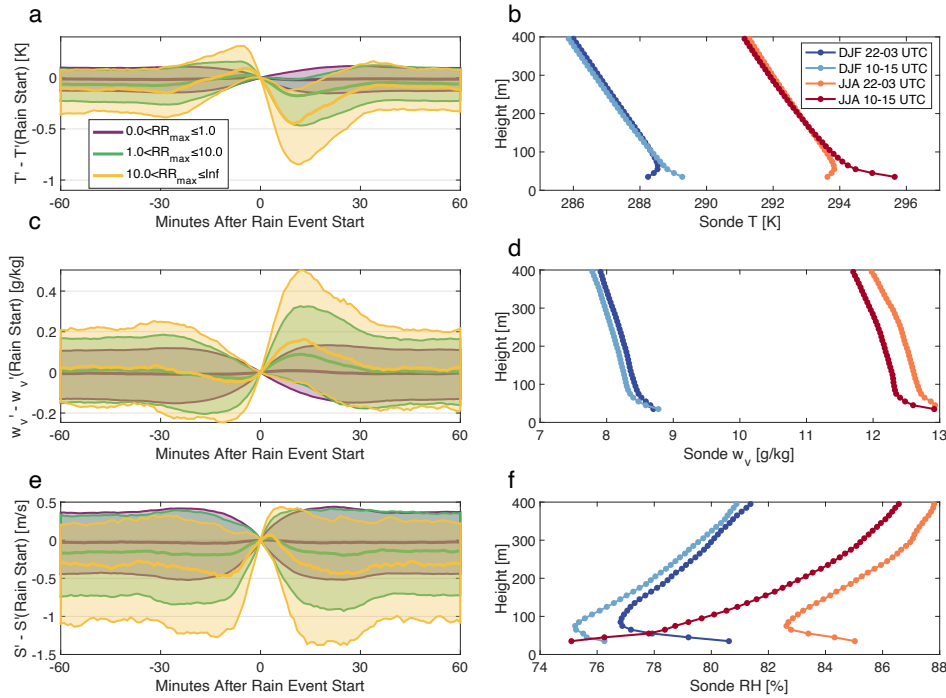 a
T' - T'(Rain Start) [K]
0
-0.5
-1
0.0<RRmax≤1.0
1.0<RRmax≤10.0
10.0<RRmax≤Inf
-60 -30 0 30 60
Minutes After Rain Event Start
b
Height [m]
400
300
200
100
0
DJF 22-03 UTC
DJF 10-15 UTC
JJA 22-03 UTC
JJA 10-15 UTC
286 288 290 292 294 296
Sonde T [K]
c
wv' - wv'(Rain Start) [g/kg]
0.4
0.2
0
-0.2
-60 -30 0 30 60
Minutes After Rain Event Start
d
Height [m]
400
300
200
100
0
7 8 9 10 11 12 13
Sonde wv [g/kg]
e
S' - S'(Rain Start) [m/s]
0.5
0
-0.5
-1
-1.5
-60 -30 0 30 60
Minutes After Rain Event Start
f
Height [m]
400
300
200
100
0
74 76 78 80 82 84 86 88
Sonde RH [%]